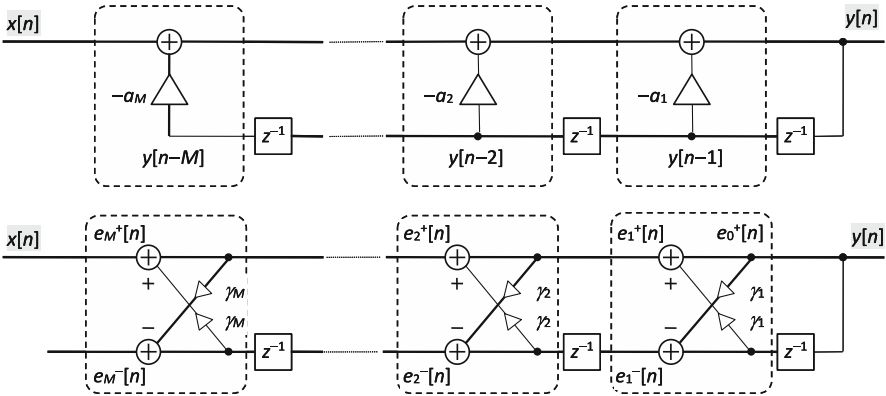 x[n] y[n]
+ + +
−aM −a2 −a1
z−1 z−1 z−1
y[n−M] y[n−2] y[n−1]
x[n] eM+[n] e2+[n] e1+[n] e0+[n] y[n]
+ + +
+ γM + γ2 + γ1
− γM − γ2 − γ1
+ z−1 + z−1 + z−1
eM−[n] e2−[n] e1−[n]